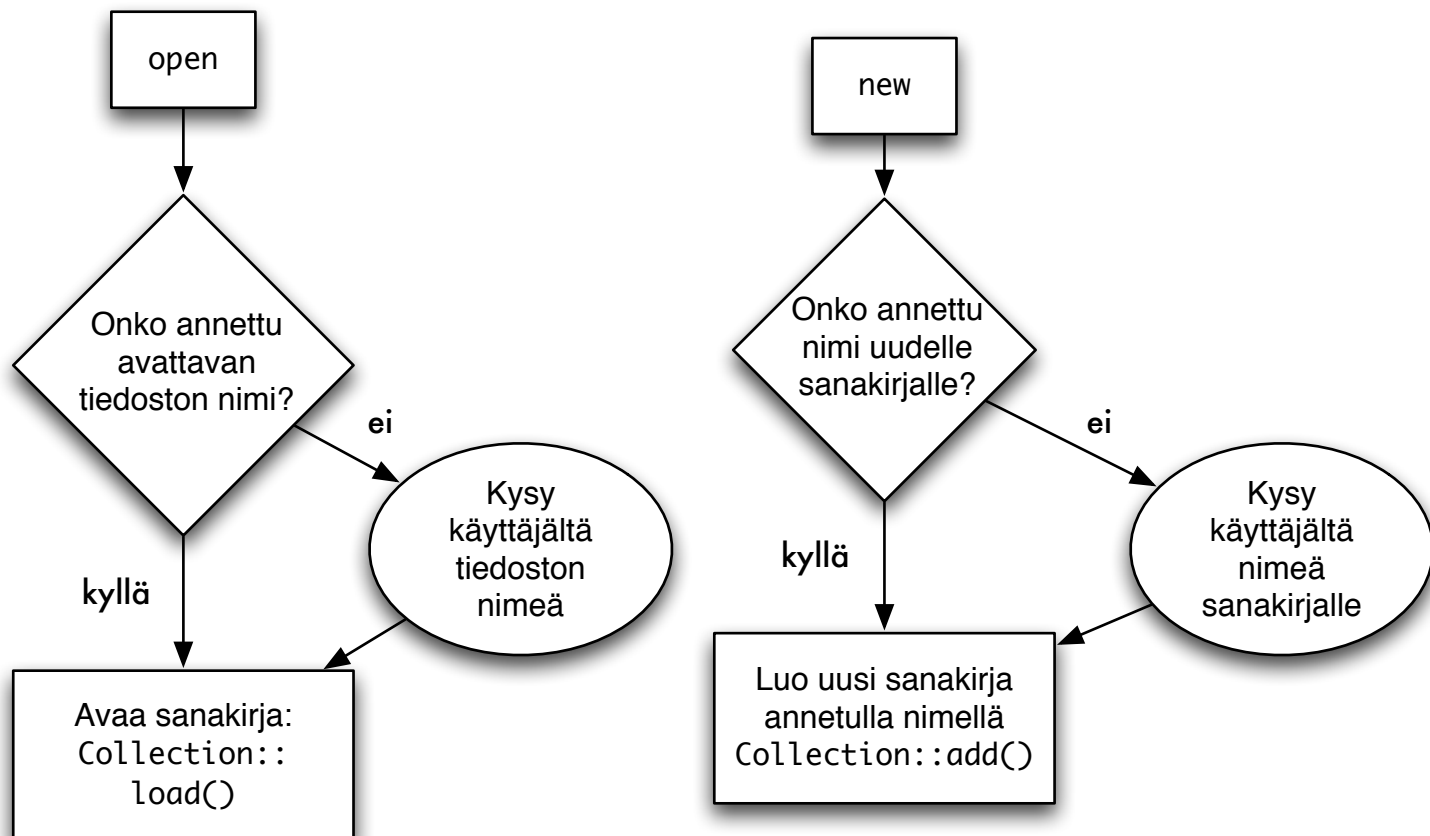 open
Onko annettu
avattavan
tiedoston nimi?
ei
Kysy
käyttäjältä
tiedoston
nimeä
kyllä
Avaa sanakirja:
Collection::
load()
new
Onko annettu
nimi uudelle
sanakirjalle?
ei
Kysy
käyttäjältä
nimeä
sanakirjalle
kyllä
Luo uusi sanakirja
annetulla nimellä
Collection::add()